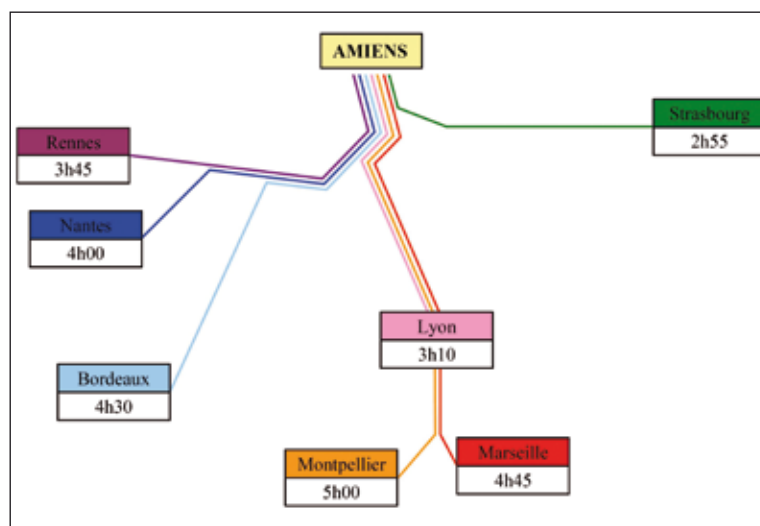 AMIENS
Strasbourg
2h55
Rennes
3h45
Nantes
4h00
Lyon
3h10
Bordeaux
4h30
Montpellier
5h00
Marseille
4h45